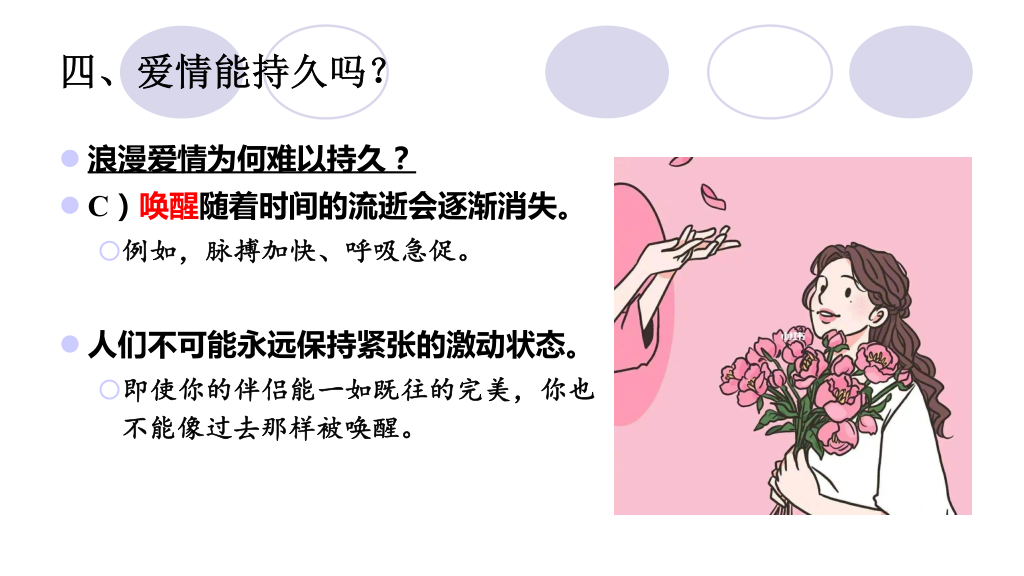 四、爱情能持久吗？
浪漫爱情为何难以持久？
C）唤醒随着时间的流逝会逐渐消失。
例如，脉搏加快、呼吸急促。
人们不可能永远保持紧张的激动状态。
即使你的伴侣能一如既往的完美，你也
不能像过去那样被唤醒。